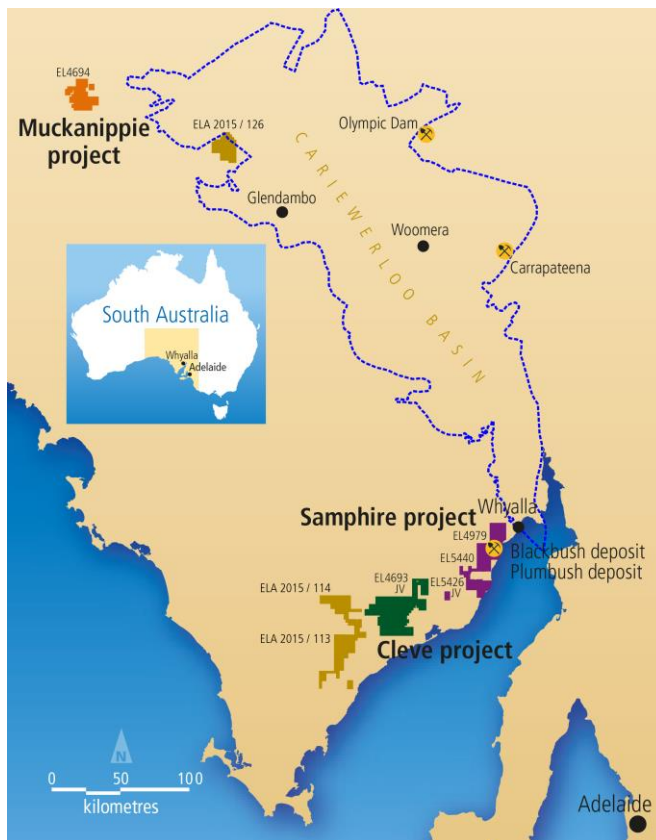 EL4694
Muckanippie
project
ELA 2015 / 126
Olympic Dam
Glendambo
CARIEWERLOO BASIN
Woomera
Carrapateena
South Australia
Whyalla
Adelaide
Samphire project
Whyalla
EL4979
Blackbush deposit
EL5440
Plumbush deposit
EL4693
JV
EL5426
JV
ELA 2015 / 114
ELA 2015 / 113
Cleve project
N
0 50 100
kilometres
Adelaide